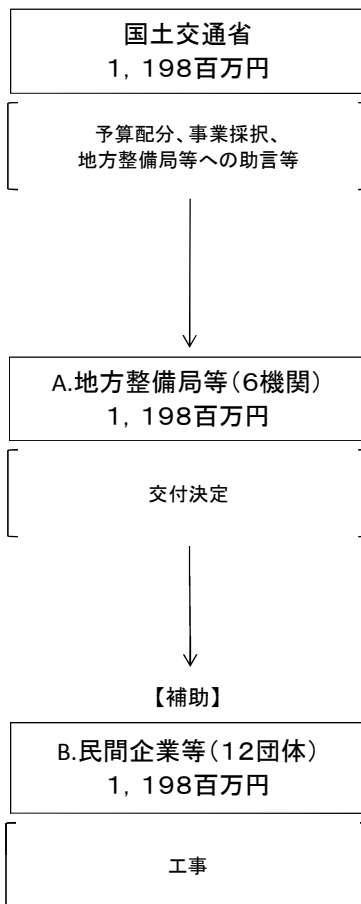 国土交通省
1，198百万円
予算配分、事業採択、
地方整備局等への助言等
A.地方整備局等（6機関）
1，198百万円
交付決定
【補助】
B.民間企業等（12団体）
1，198百万円
工事